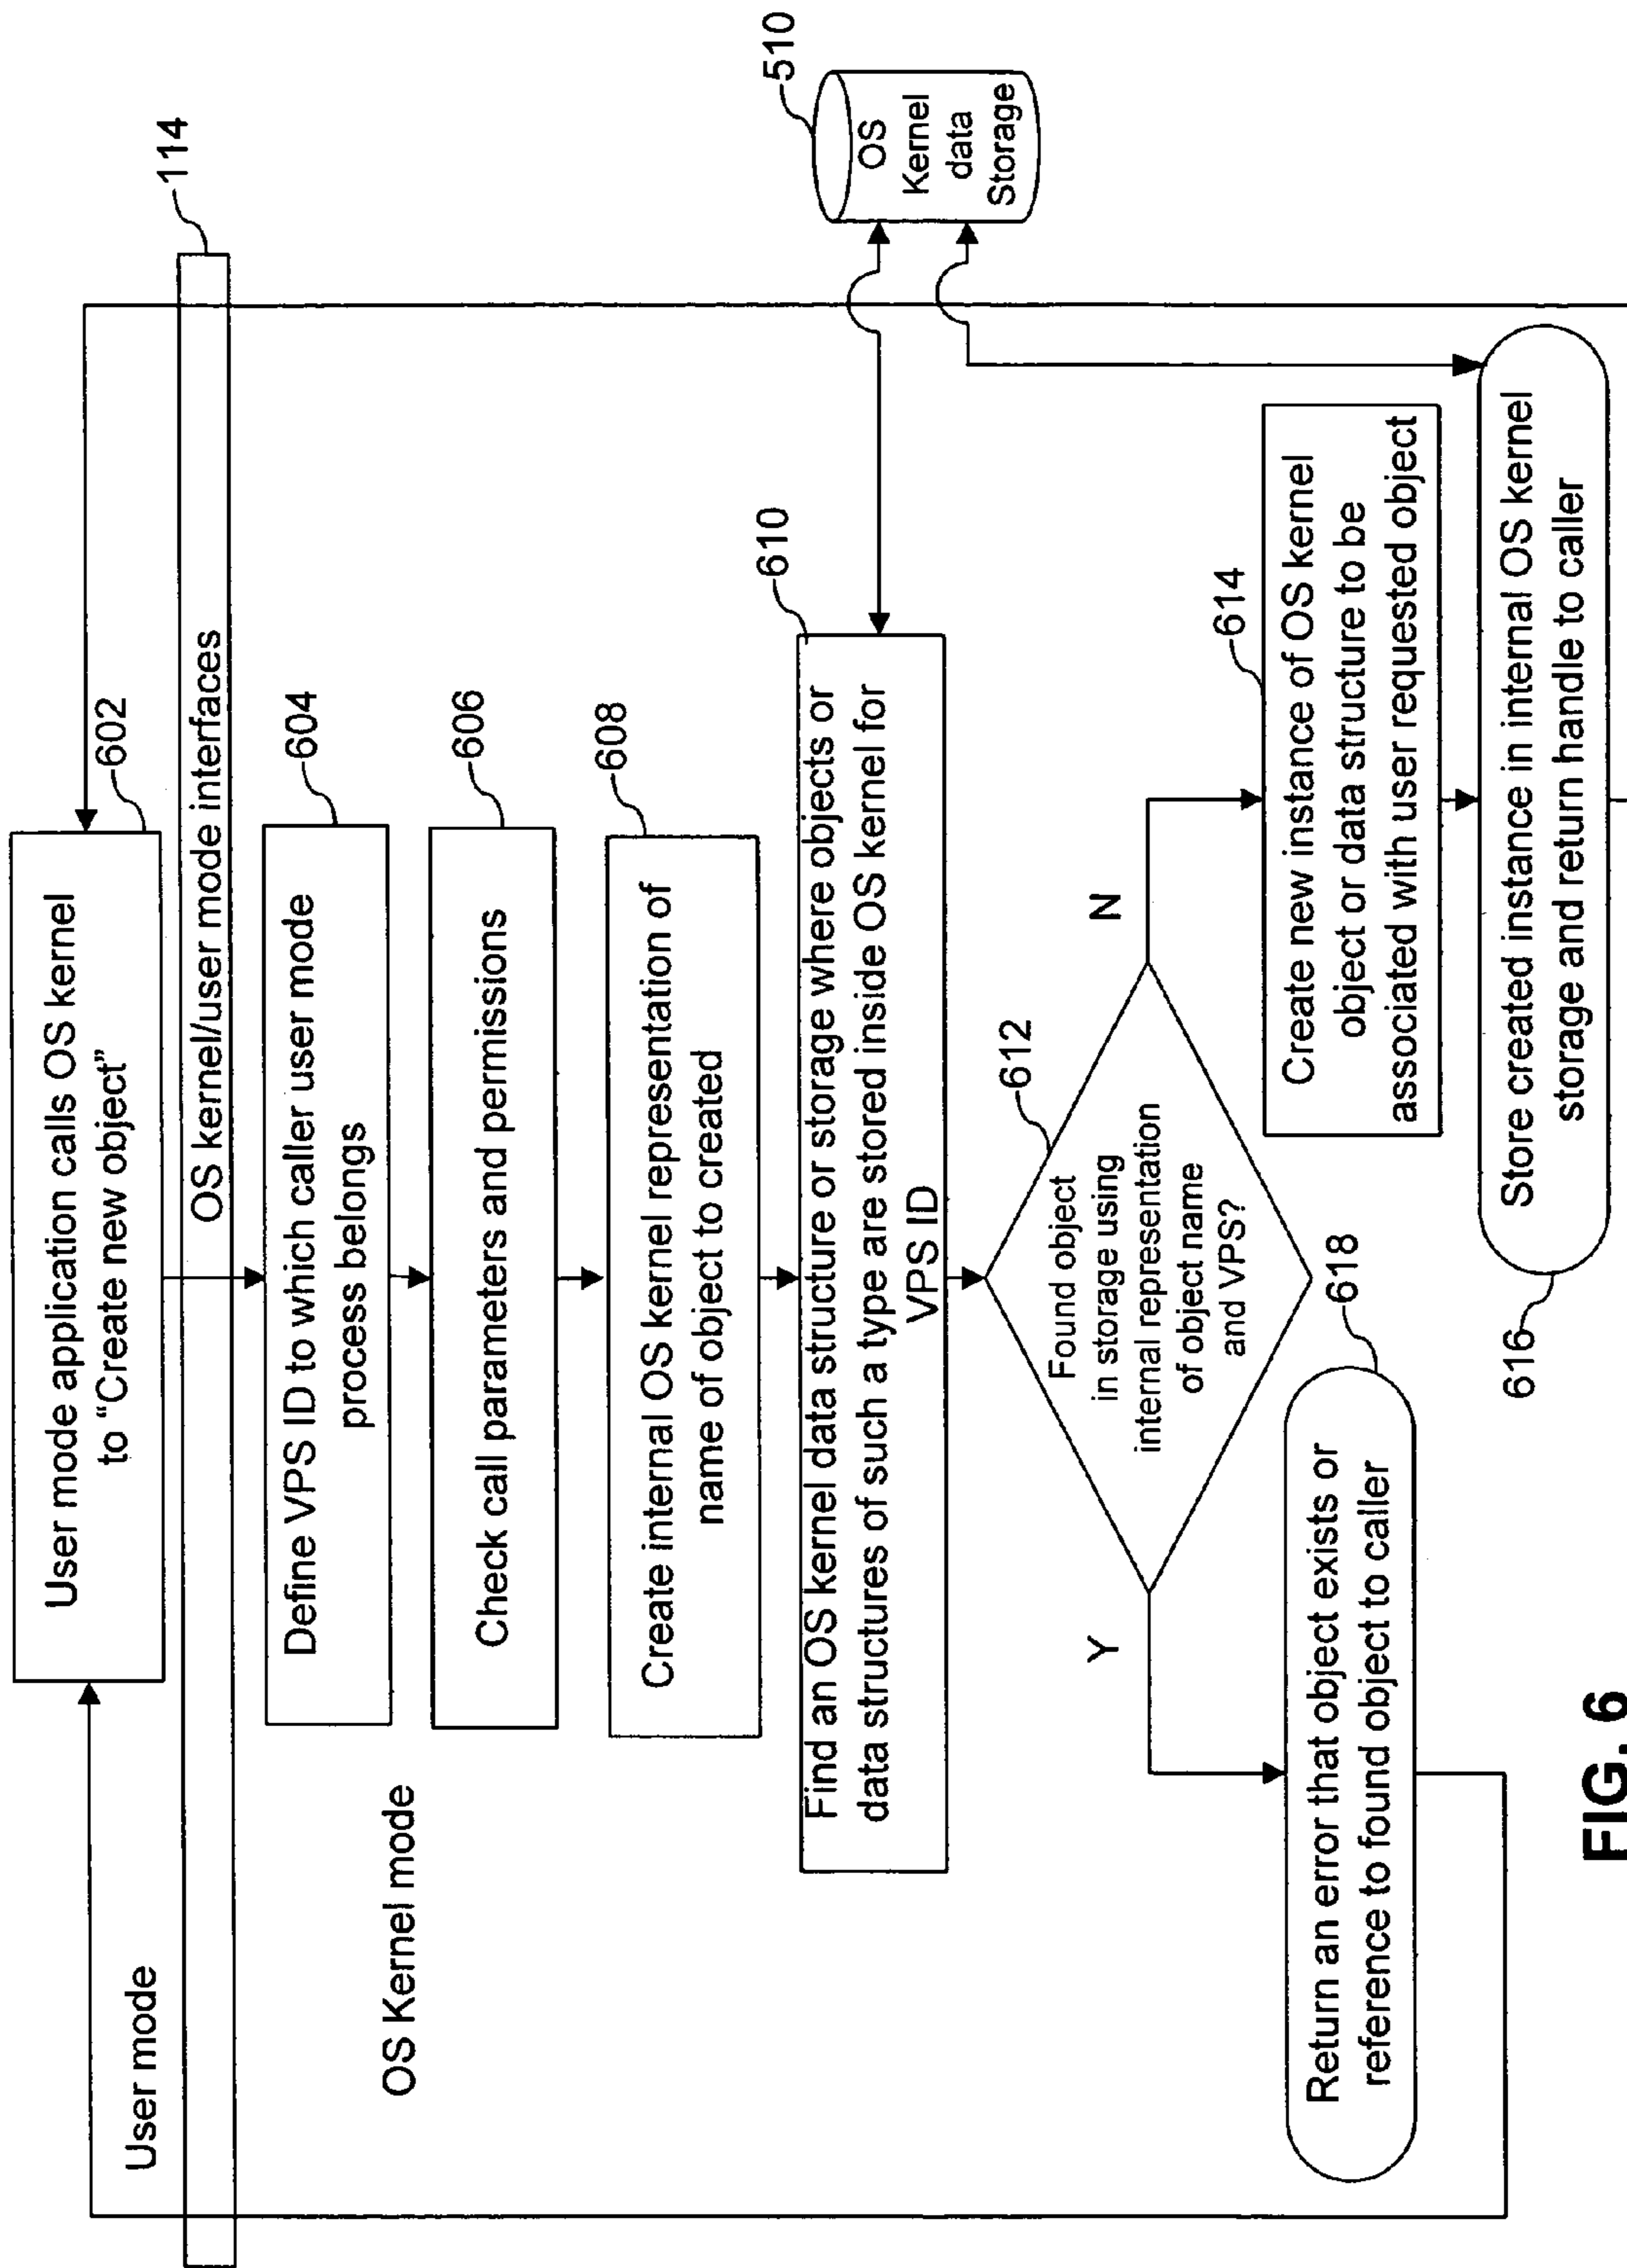 User mode application calls OS kernel
to “Create new object”
602
User mode
OS kernel/user mode interfaces
114
OS Kernel mode
Define VPS ID to which caller user mode
process belongs
604
Check call parameters and permissions
606
Create internal OS kernel representation of
name of object to created
608
Find an OS kernel data structure or storage where objects or
data structures of such a type are stored inside OS kernel for
VPS ID
610
OS
Kernel
data
Storage
510
Found object
in storage using
internal representation
of object name
and VPS?
612
Y
N
Create new instance of OS kernel
object or data structure to be
associated with user requested object
614
Return an error that object exists or
reference to found object to caller
618
Store created instance in internal OS kernel
storage and return handle to caller
616
FIG. 6